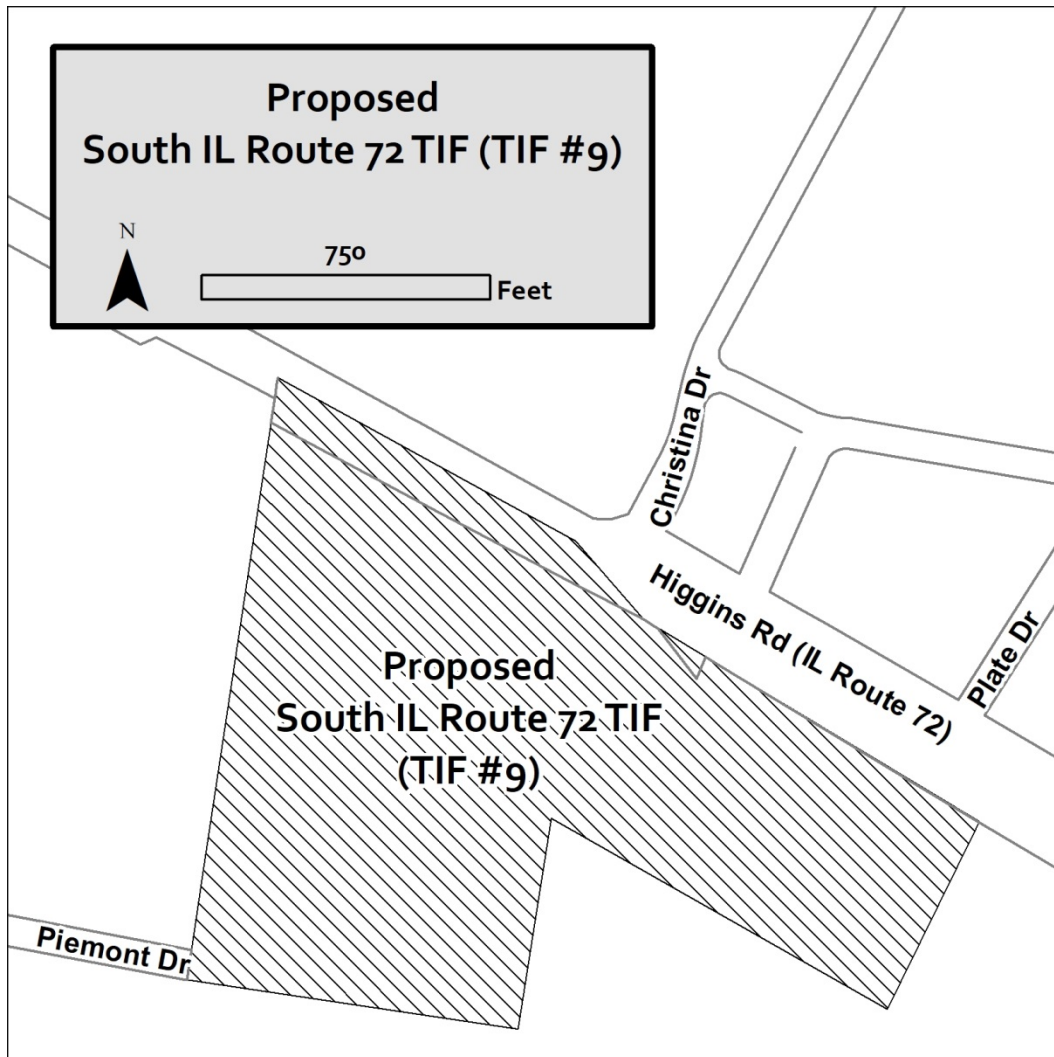 Proposed
South IL Route 72 TIF (TIF #9)
N
750
Feet
Christina Dr
Higgins Rd (IL Route 72)
Plate Dr
Proposed
South IL Route 72 TIF
(TIF #9)
Piemont Dr